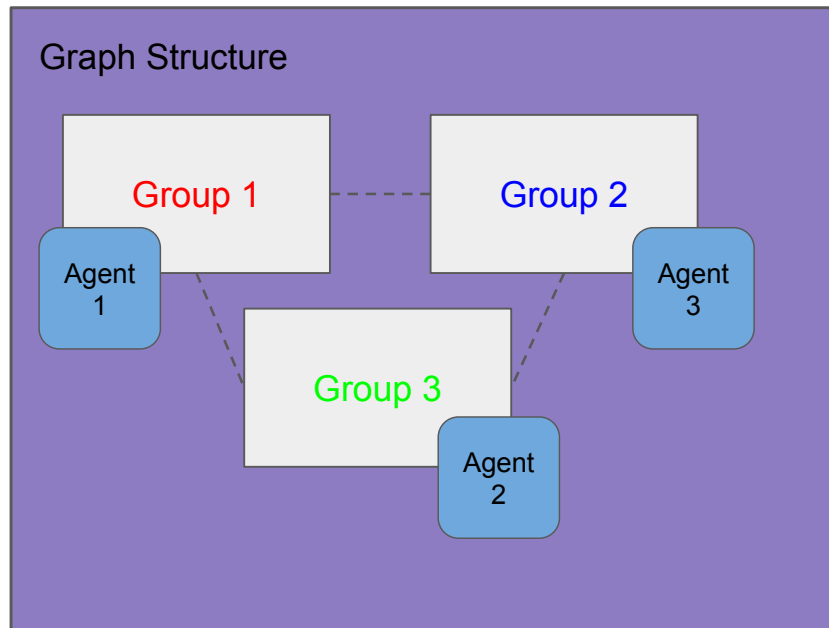 Graph Structure
Group 1
Group 2
Agent
1
Agent
3
Group 3
Agent
2